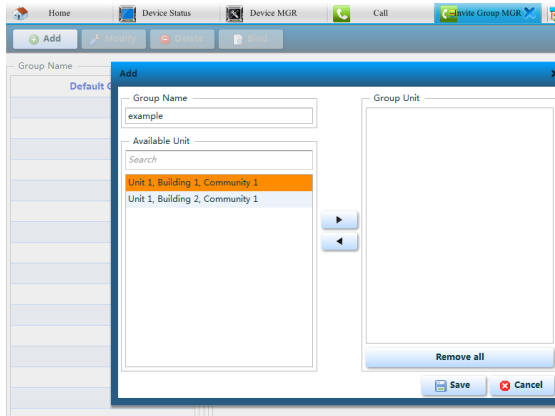 Home Device Status Device MGR Call Invite Group MGR
Add Modify Delete Bind
Group Name
Default G
Add
Group Name
example
Available Unit
Search
Unit 1, Building 1, Community 1
Unit 1, Building 2, Community 1
Group Unit
Remove all
Save Cancel